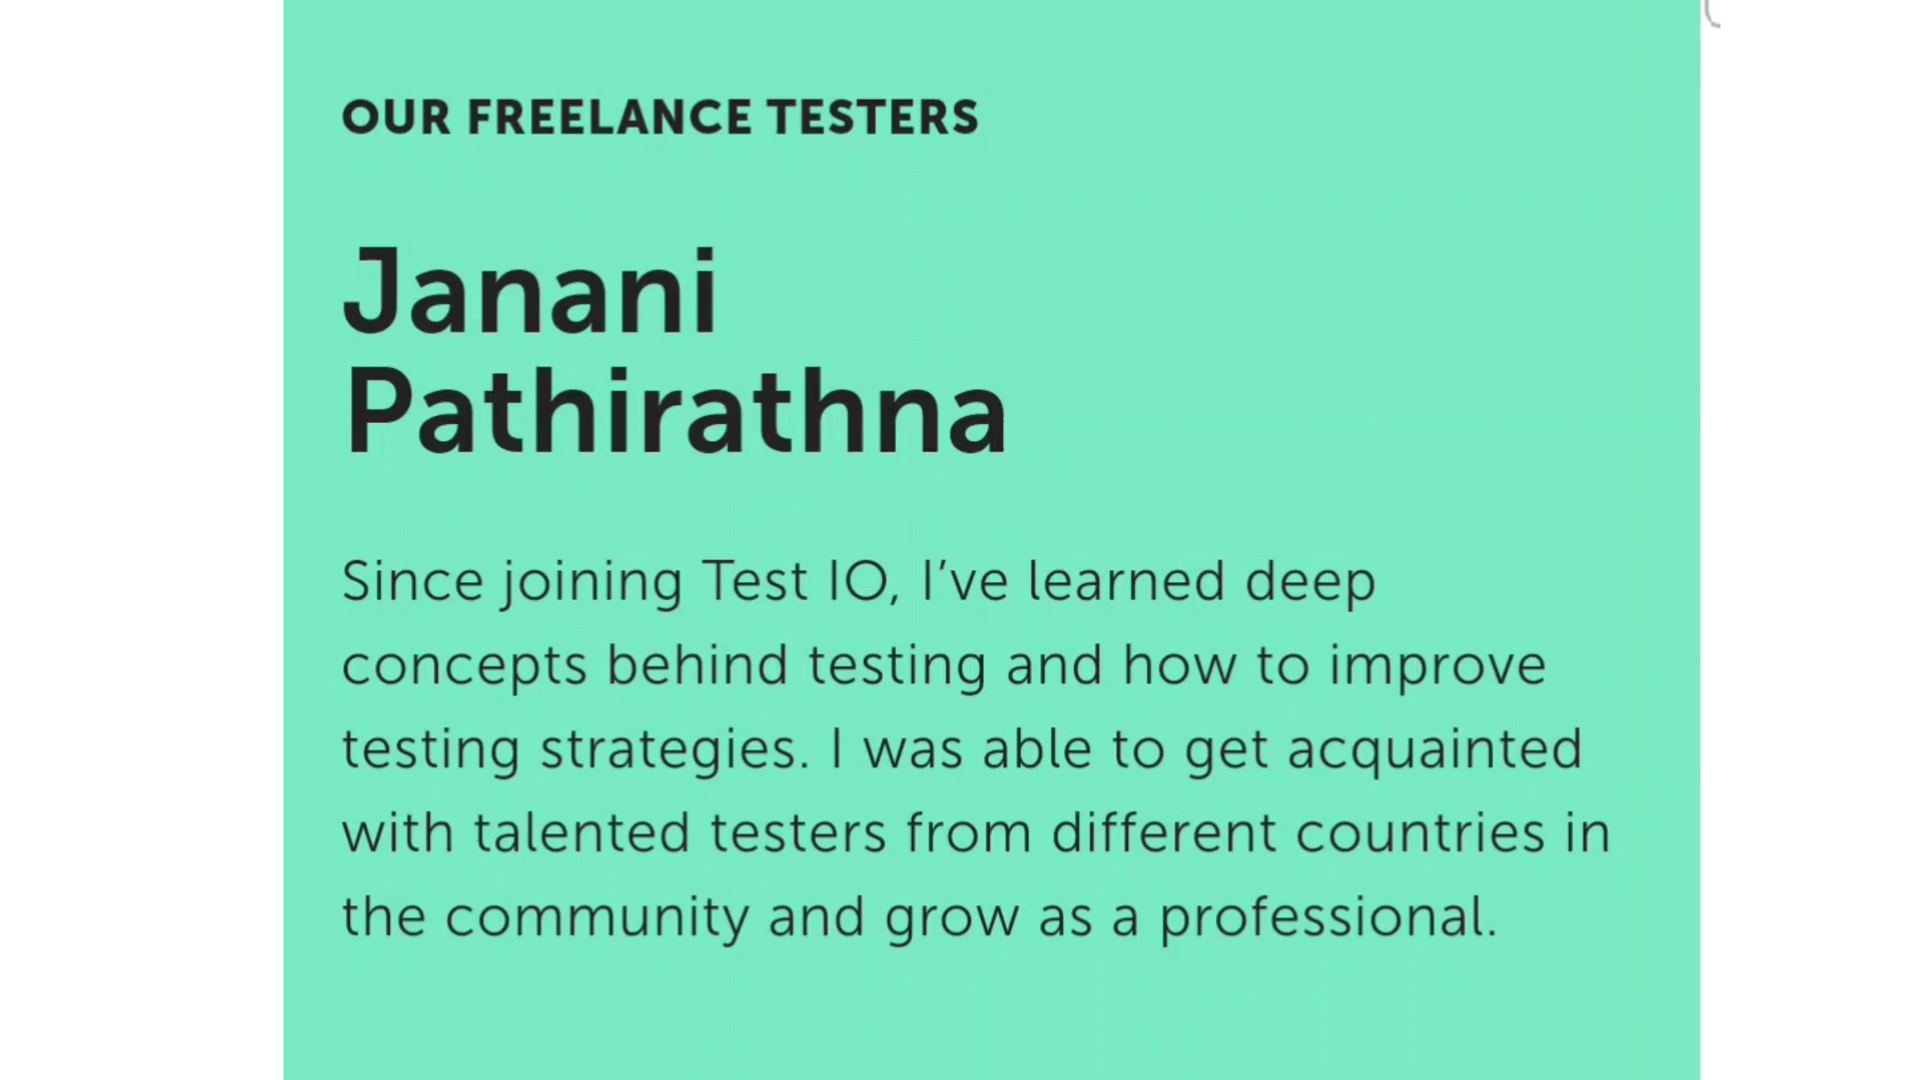 OUR FREELANCE TESTERS
Janani
Pathirathna
Since joining Test IO, I’ve learned deep
concepts behind testing and how to improve
testing strategies. I was able to get acquainted
with talented testers from different countries in
the community and grow as a professional.